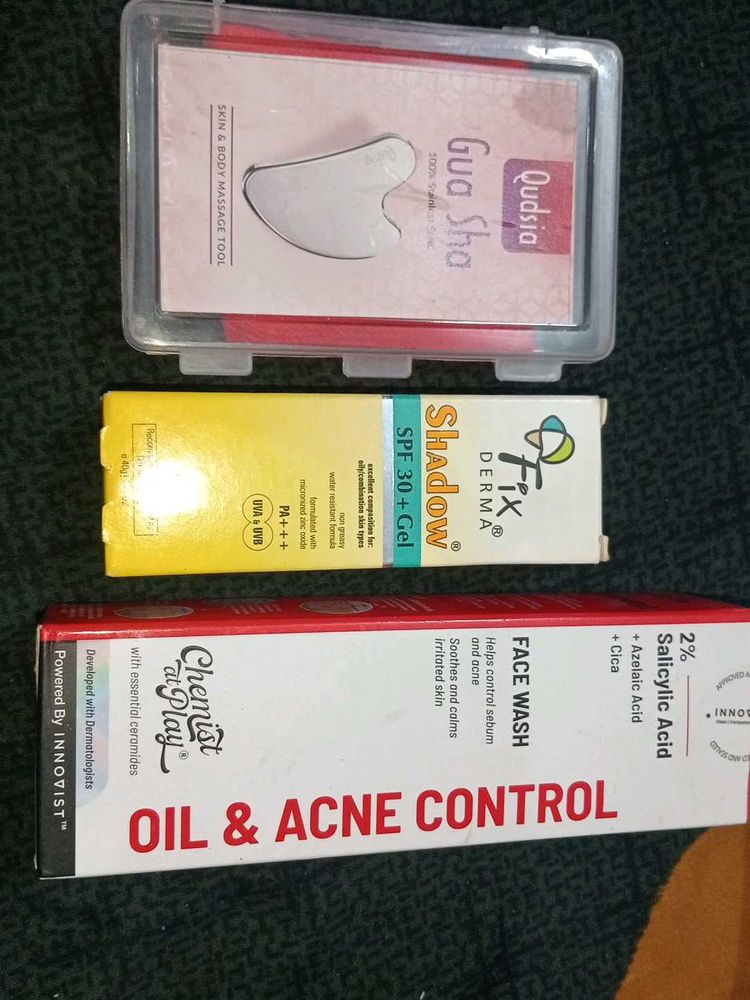 Qudsia
Gua Sha
100% Stainless Steel
SKIN & BODY MASSAGE TOOL
Fix
DERMA®
SHADOW®
SPF 30+ Gel
excellent composition for:
oily/combination skin types
non greasy
water resistant formula
formulated with
micronized zinc oxide
PA+++
UVA & UVB
e 40g
2%
Salicylic Acid
+ Azelaic Acid
+ Cica
FACE WASH
Helps control sebum
and acne
Soothes and calms
irritated skin
Chemist
at Play®
with essential ceramides
Developed with Dermatologists
Powered By INNOVIST™
OIL & ACNE CONTROL